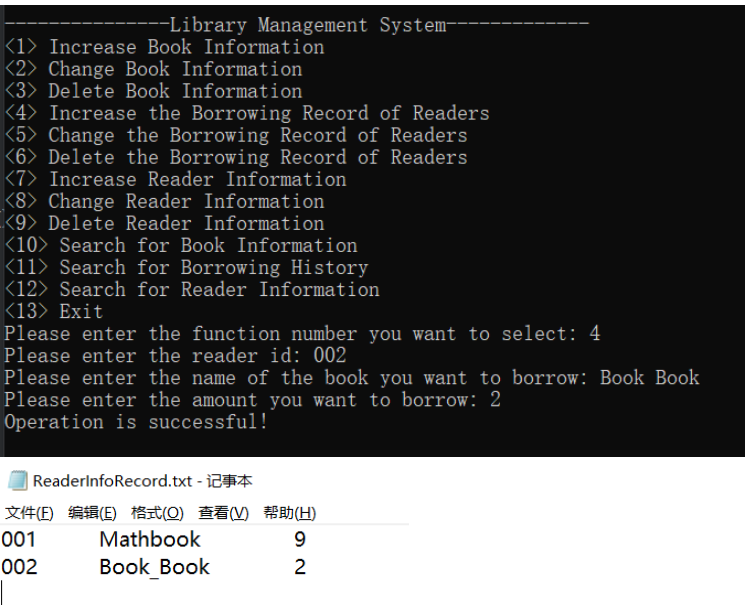 ---------------Library Management System-------------
<1> Increase Book Information
<2> Change Book Information
<3> Delete Book Information
<4> Increase the Borrowing Record of Readers
<5> Change the Borrowing Record of Readers
<6> Delete the Borrowing Record of Readers
<7> Increase Reader Information
<8> Change Reader Information
<9> Delete Reader Information
<10> Search for Book Information
<11> Search for Borrowing History
<12> Search for Reader Information
<13> Exit
Please enter the function number you want to select: 4
Please enter the reader id: 002
Please enter the name of the book you want to borrow: Book Book
Please enter the amount you want to borrow: 2
Operation is successful!
ReaderInfoRecord.txt - 记事本
文件(F) 编辑(E) 格式(O) 查看(V) 帮助(H)
001 Mathbook 9
002 Book_Book 2